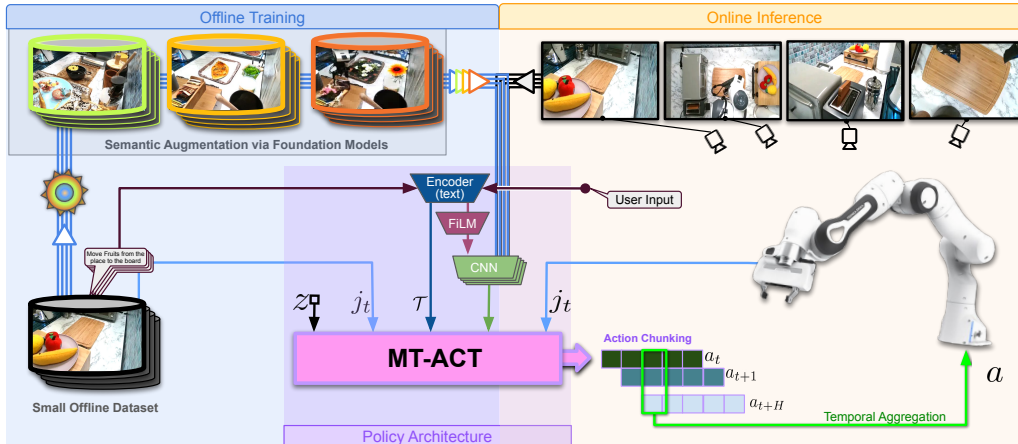 Offline Training
Online Inference
Semantic Augmentation via Foundation Models
Encoder
(text)
User Input
FiLM
Move Fruits from the
place to the board
CNN
z
j_t
𝒯
j_t
MT-ACT
Action Chunking
a_t
a_{t+1}
a_{t+H}
a
Small Offline Dataset
Temporal Aggregation
Policy Architecture